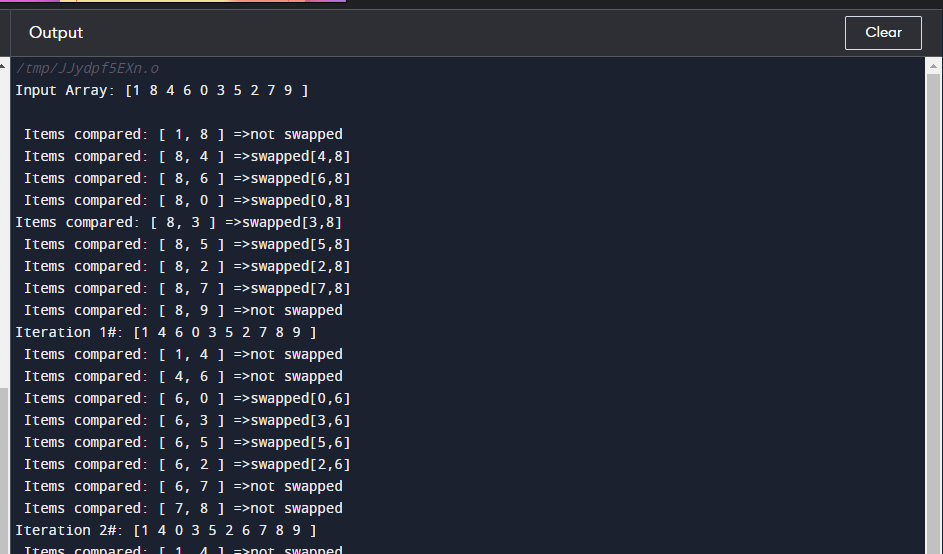 Output
Clear
/tmp/JJydpf5EXn.o
Input Array: [1 8 4 6 0 3 5 2 7 9 ]
Items compared: [ 1, 8 ] =>not swapped
Items compared: [ 8, 4 ] =>swapped[4,8]
Items compared: [ 8, 6 ] =>swapped[6,8]
Items compared: [ 8, 0 ] =>swapped[0,8]
Items compared: [ 8, 3 ] =>swapped[3,8]
Items compared: [ 8, 5 ] =>swapped[5,8]
Items compared: [ 8, 2 ] =>swapped[2,8]
Items compared: [ 8, 7 ] =>swapped[7,8]
Items compared: [ 8, 9 ] =>not swapped
Iteration 1#: [1 4 6 0 3 5 2 7 8 9 ]
Items compared: [ 1, 4 ] =>not swapped
Items compared: [ 4, 6 ] =>not swapped
Items compared: [ 6, 0 ] =>swapped[0,6]
Items compared: [ 6, 3 ] =>swapped[3,6]
Items compared: [ 6, 5 ] =>swapped[5,6]
Items compared: [ 6, 2 ] =>swapped[2,6]
Items compared: [ 6, 7 ] =>not swapped
Items compared: [ 7, 8 ] =>not swapped
Iteration 2#: [1 4 0 3 5 2 6 7 8 9 ]
Items compared: [ 1, 4 ] =>not swapped